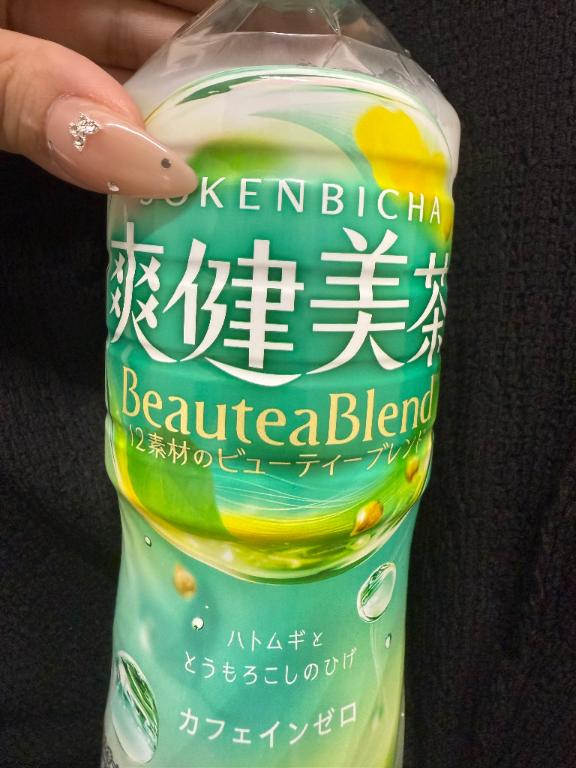 SOKENBICHA
爽健美茶
BeauteaBlend
12素材のビューティーブレンド
ハトムギと
とうもろこしのひげ
カフェインゼロ